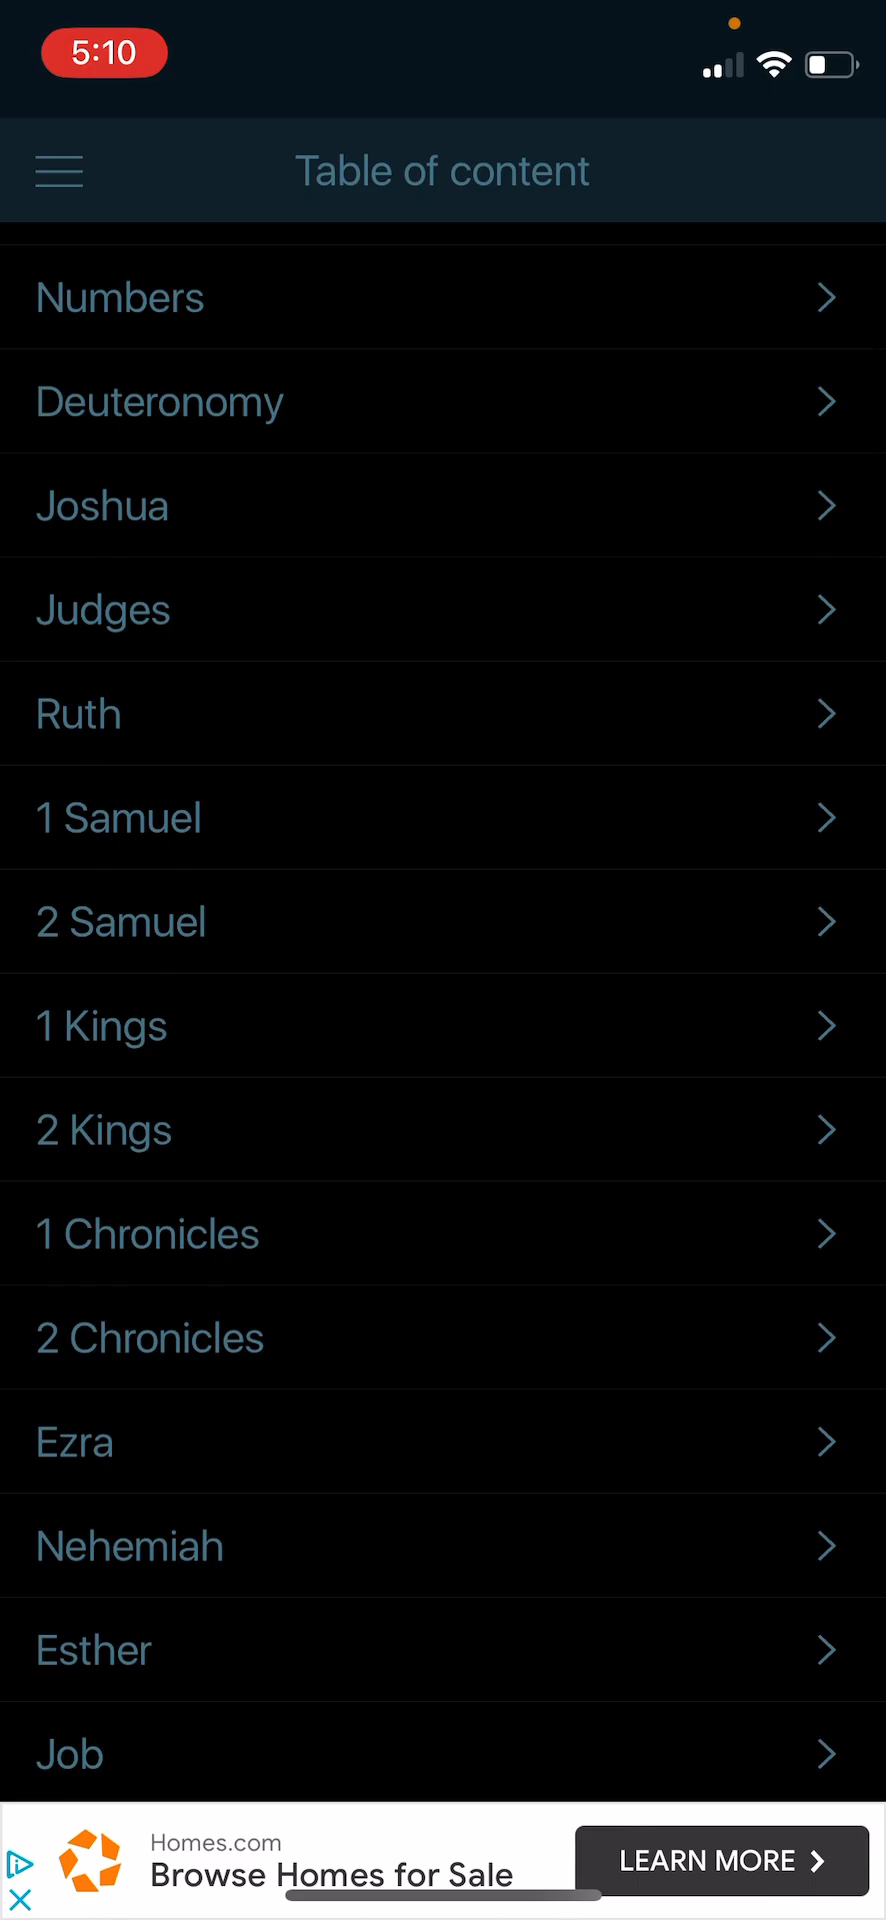 5:10
Table of content
Numbers
Deuteronomy
Joshua
Judges
Ruth
1 Samuel
2 Samuel
1 Kings
2 Kings
1 Chronicles
2 Chronicles
Ezra
Nehemiah
Esther
Job
Homes.com
Browse Homes for Sale
LEARN MORE